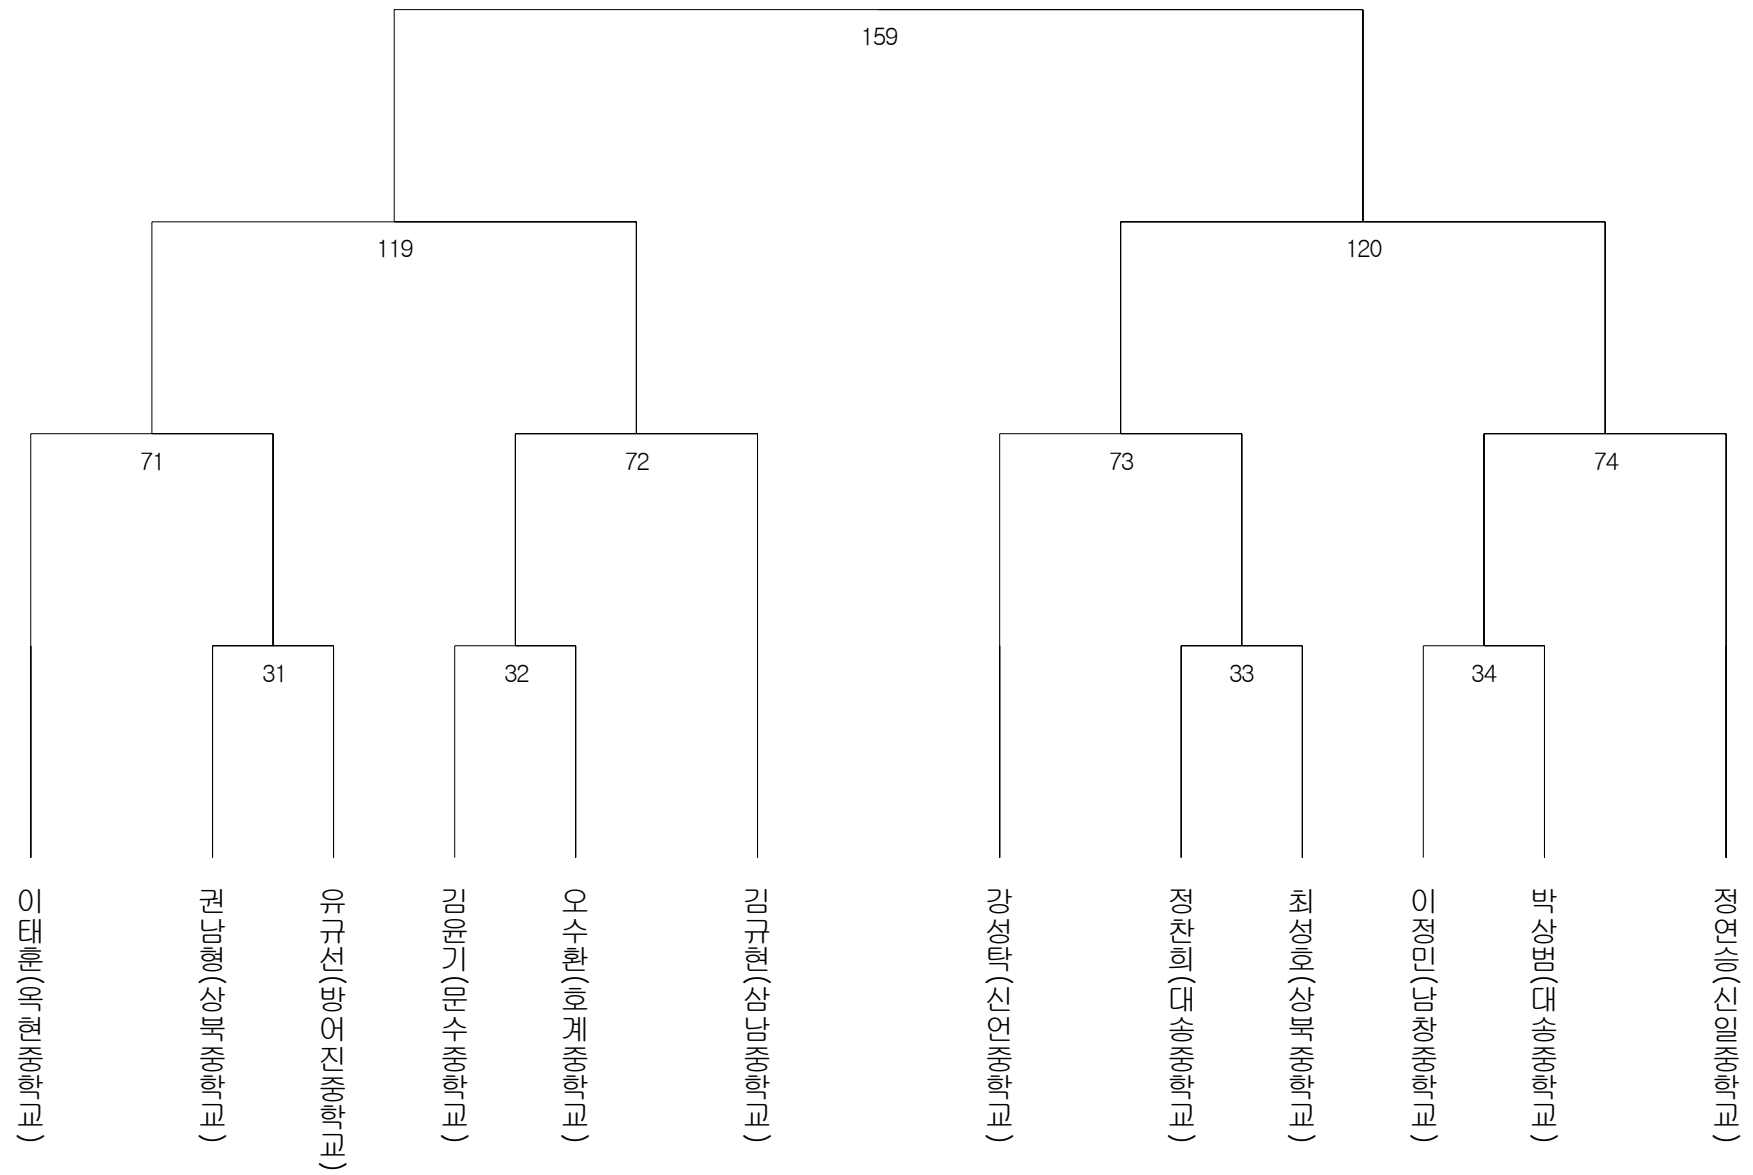 159
119
120
71
72
73
74
31
32
33
34
이태훈(옥현중학교)
권남형(상북중학교)
유규선(방어진중학교)
김윤기(문수중학교)
오수환(호계중학교)
김규현(삼남중학교)
강성탁(신언중학교)
정찬희(대송중학교)
최성호(상북중학교)
이정민(남창중학교)
박상범(대송중학교)
정연승(신일중학교)